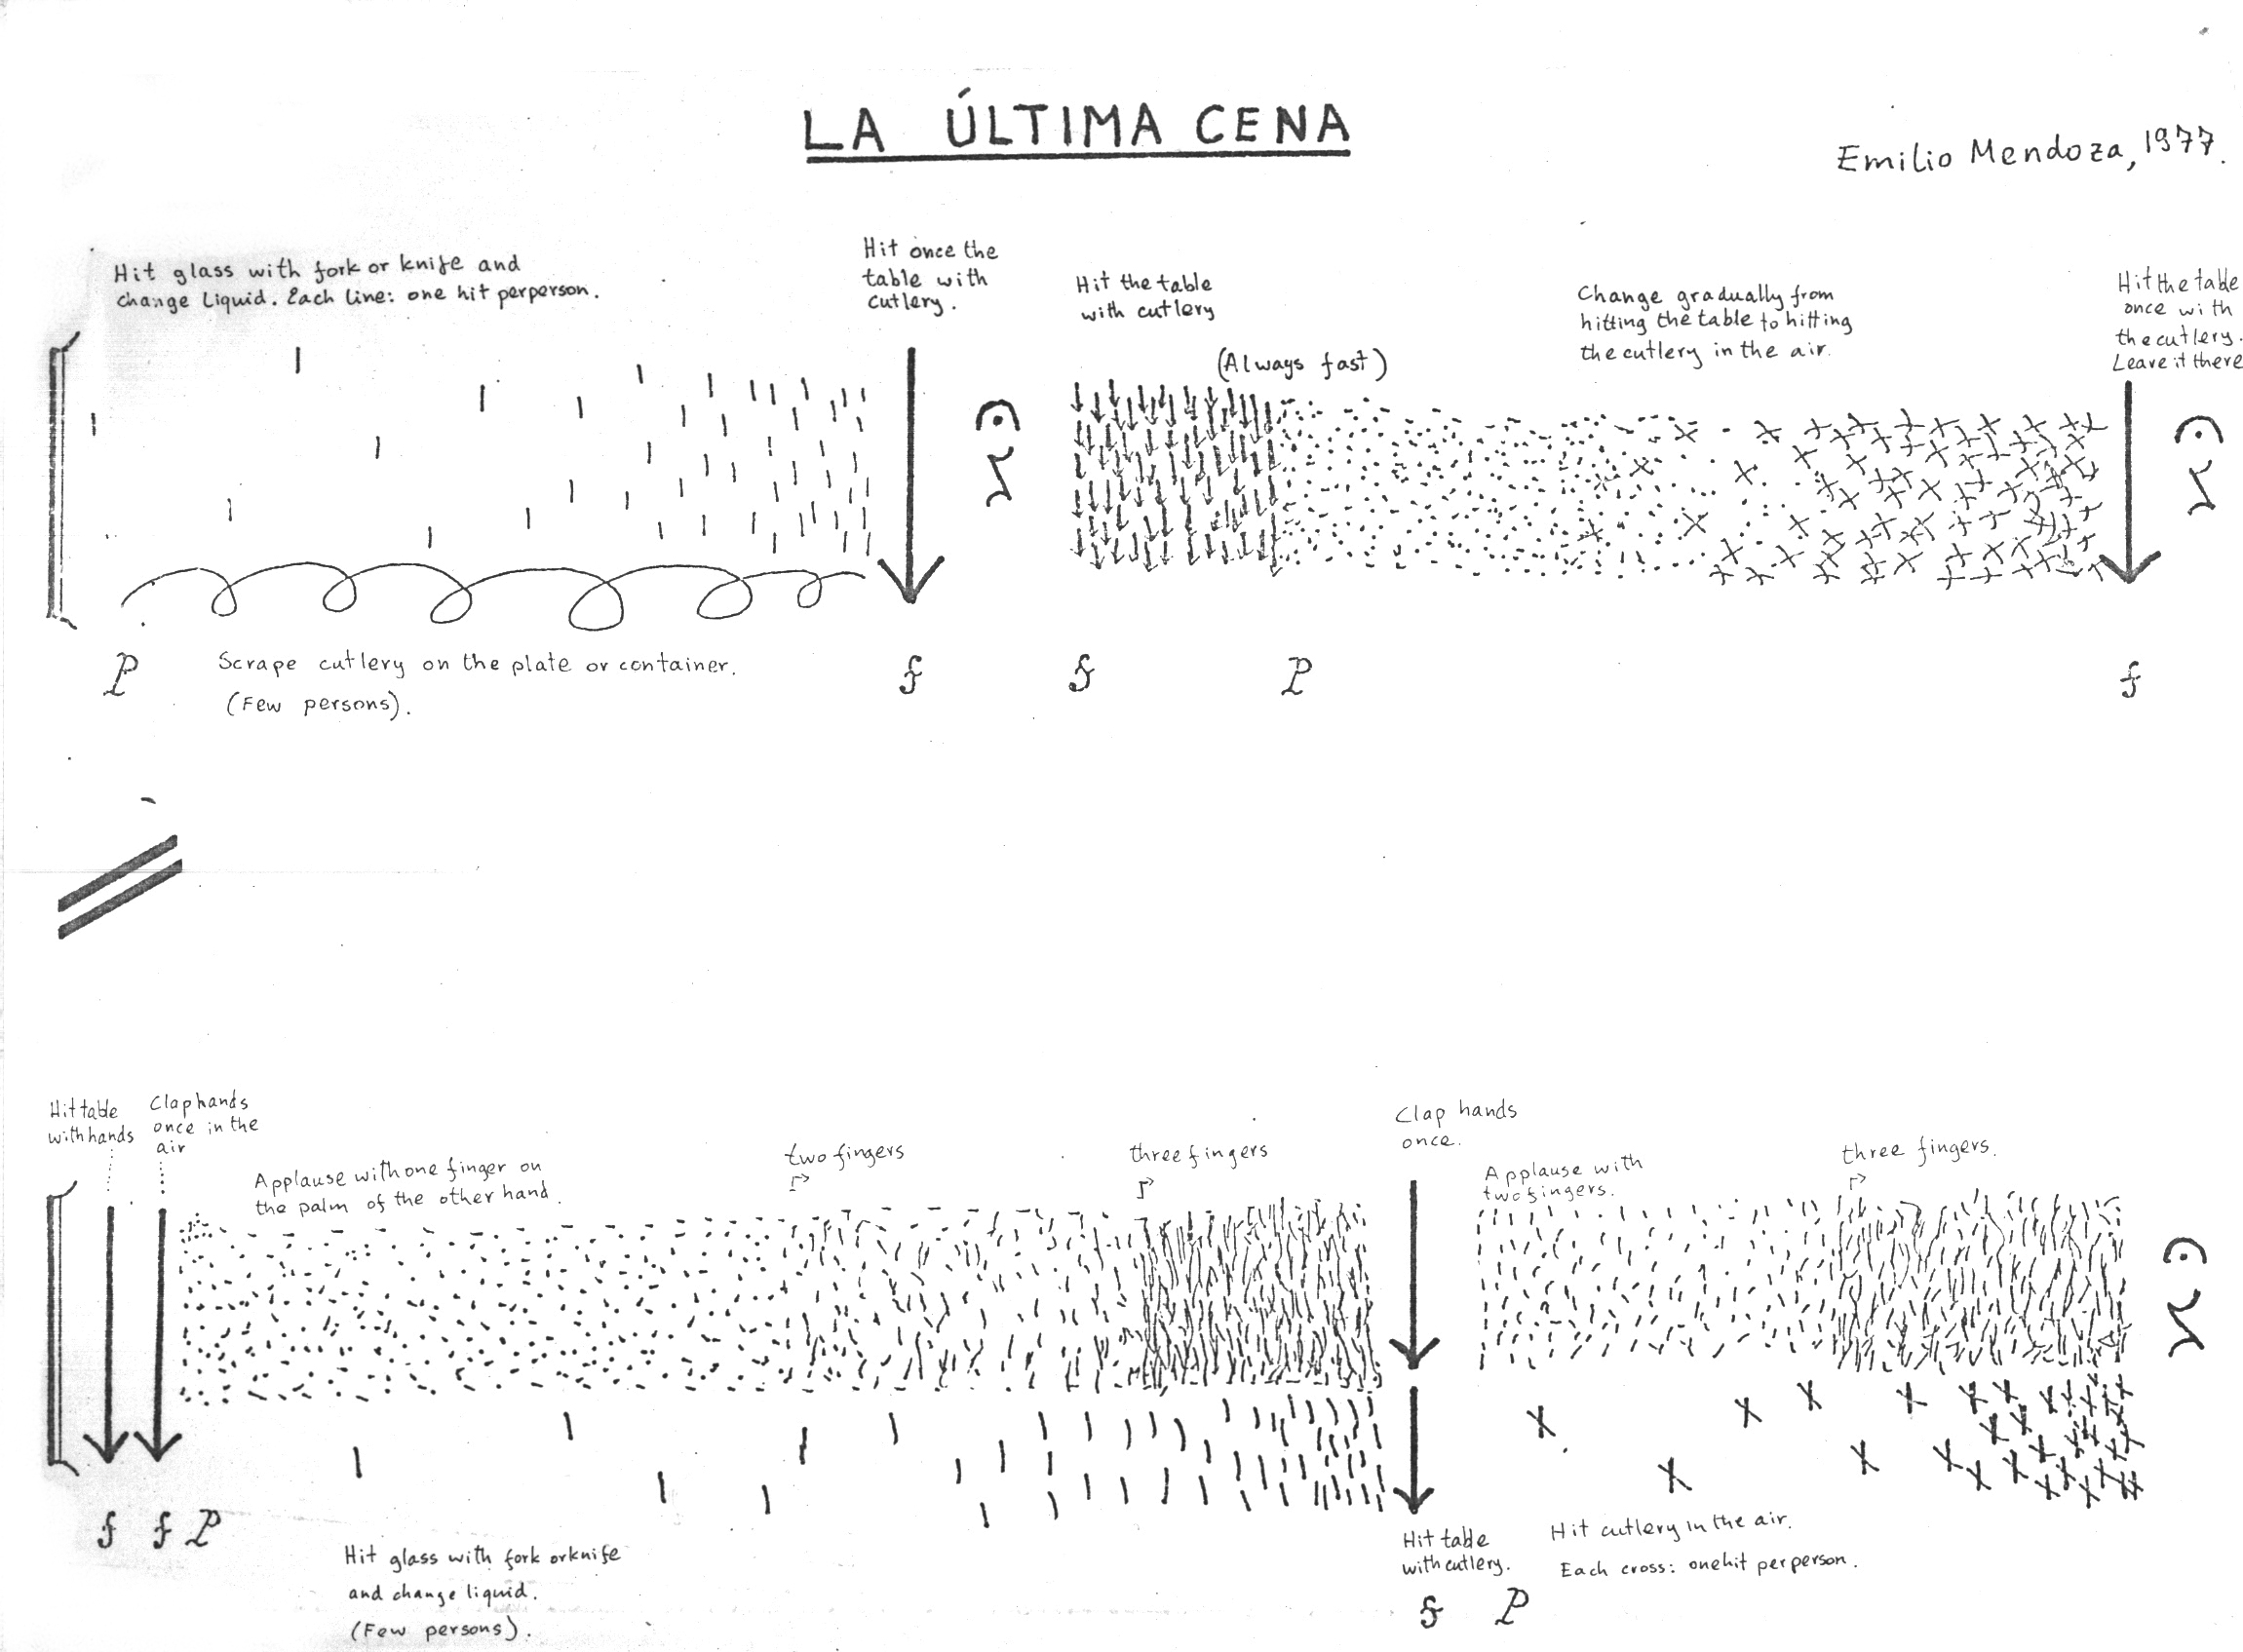 LA ÚLTIMA CENA
Emilio Mendoza, 1977.
Hit glass with fork or knife and
change liquid. Each line: one hit perperson.
Hit once the
table with
cutlery.
Hit the table
with cutlery
(Always fast)
Change gradually from
hitting the table to hitting
the cutlery in the air.
Hit the table
once with
the cutlery.
Leave it there
P
Scrape cutlery on the plate or container.
(Few persons).
f
f
P
f
Hit table
with hands
Clap hands
once in the
air
Applause with one finger on
the palm of the other hand.
two fingers
three fingers
Clap hands
once.
Applause with
two fingers.
three fingers.
f f P
Hit glass with fork or knife
and change liquid.
(Few persons).
Hit table
with cutlery.
f P
Hit cutlery in the air.
Each cross: one hit per person.